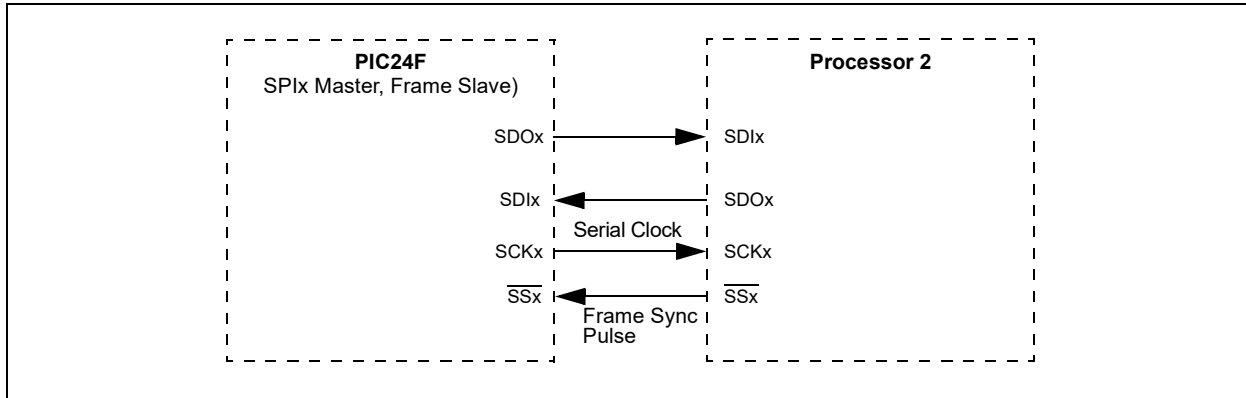 PIC24F
SPIx Master, Frame Slave)
Processor 2
SDOx
SDIx
SDIx
SDOx
Serial Clock
SCKx
SCKx
SSx
SSx
Frame Sync
Pulse